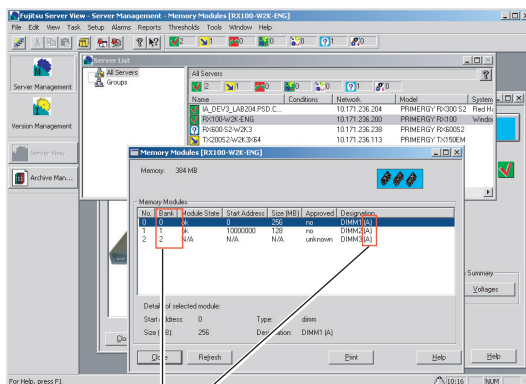 Fujitsu Server View - Server Management - Memory Modules [RX100-W2K-ENG]
File Edit View Task Setup Alarms Reports Thresholds Tools Window Help
2 1 0 0 1 0
Server Management
Version Management
Server View
Archive Man...
Server List
All Servers
Groups
All Servers
2 1 0 0 1 0
Name Conditions Network Model System
IA_DEV3_LAB204.PSD.C... 10.171.236.204 PRIMERGY RX300 S2 Red H
RX100-W2K-ENG 10.171.236.200 PRIMERGY RX100 Windo
RX600-S2-W2K3 10.171.236.238 PRIMERGY RX600S2
TX200S2-W2K3X64 10.171.236.113 PRIMERGY TX150EM
Memory Modules [RX100-W2K-ENG]
Memory: 384 MB
Memory Modules
No. Bank Module State Start Address Size (MB) Approved Designation
0 0 ok 0 256 no DIMM1 (A)
1 1 ok 10000000 128 no DIMM2 (A)
2 2 N/A N/A N/A unknown DIMM3 (A)
Details of selected module:
Start Address: 0 Type: dimm
Size (MB): 256 Designation: DIMM1 (A)
Close Refresh Print Help
Summary
Voltages
Clo
Help
For Help, press F1
10:16 NUM